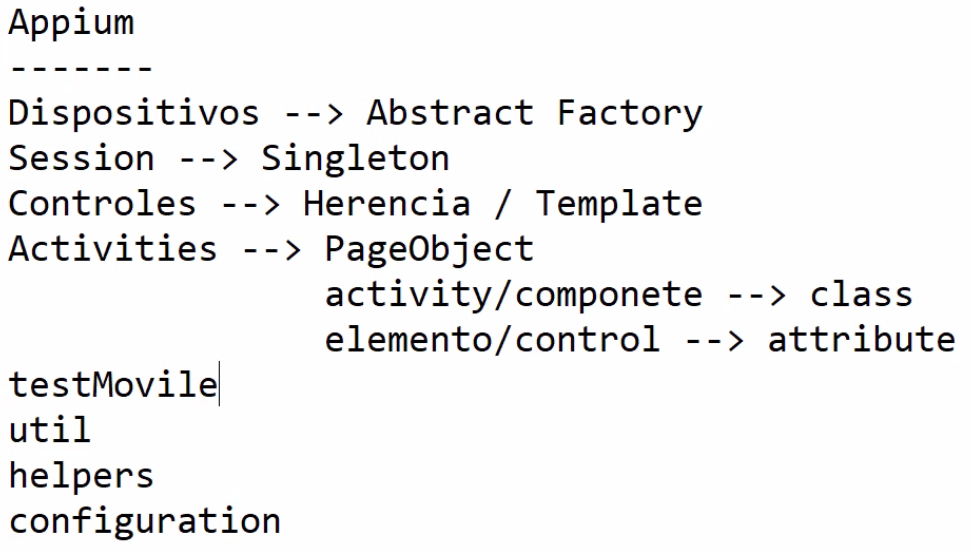 Appium
-------
Dispositivos --> Abstract Factory
Session --> Singleton
Controles --> Herencia / Template
Activities --> PageObject
activity/componete --> class
elemento/control --> attribute
testMovile
util
helpers
configuration